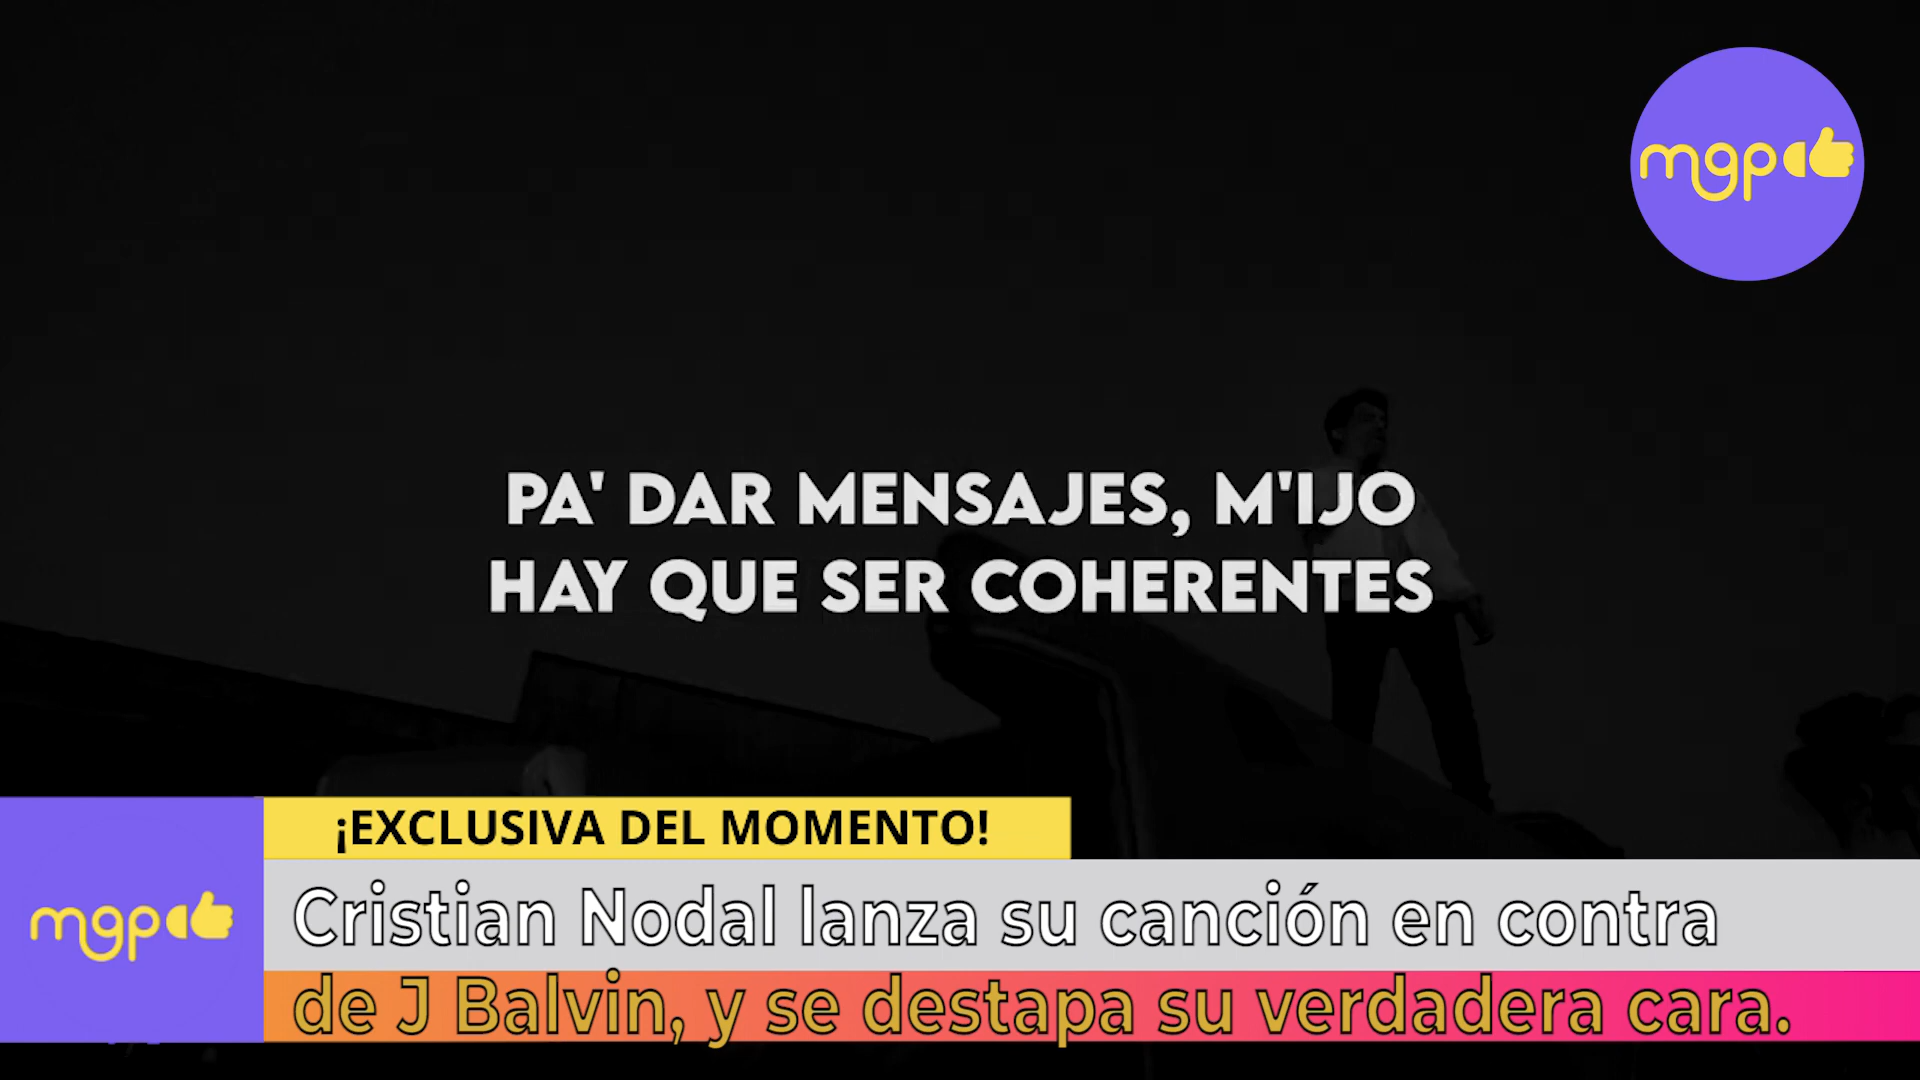 mgp
PA' DAR MENSAJES, M'IJO
HAY QUE SER COHERENTES
¡EXCLUSIVA DEL MOMENTO!
mgp
Cristian Nodal lanza su canción en contra
de J Balvin, y se destapa su verdadera cara.